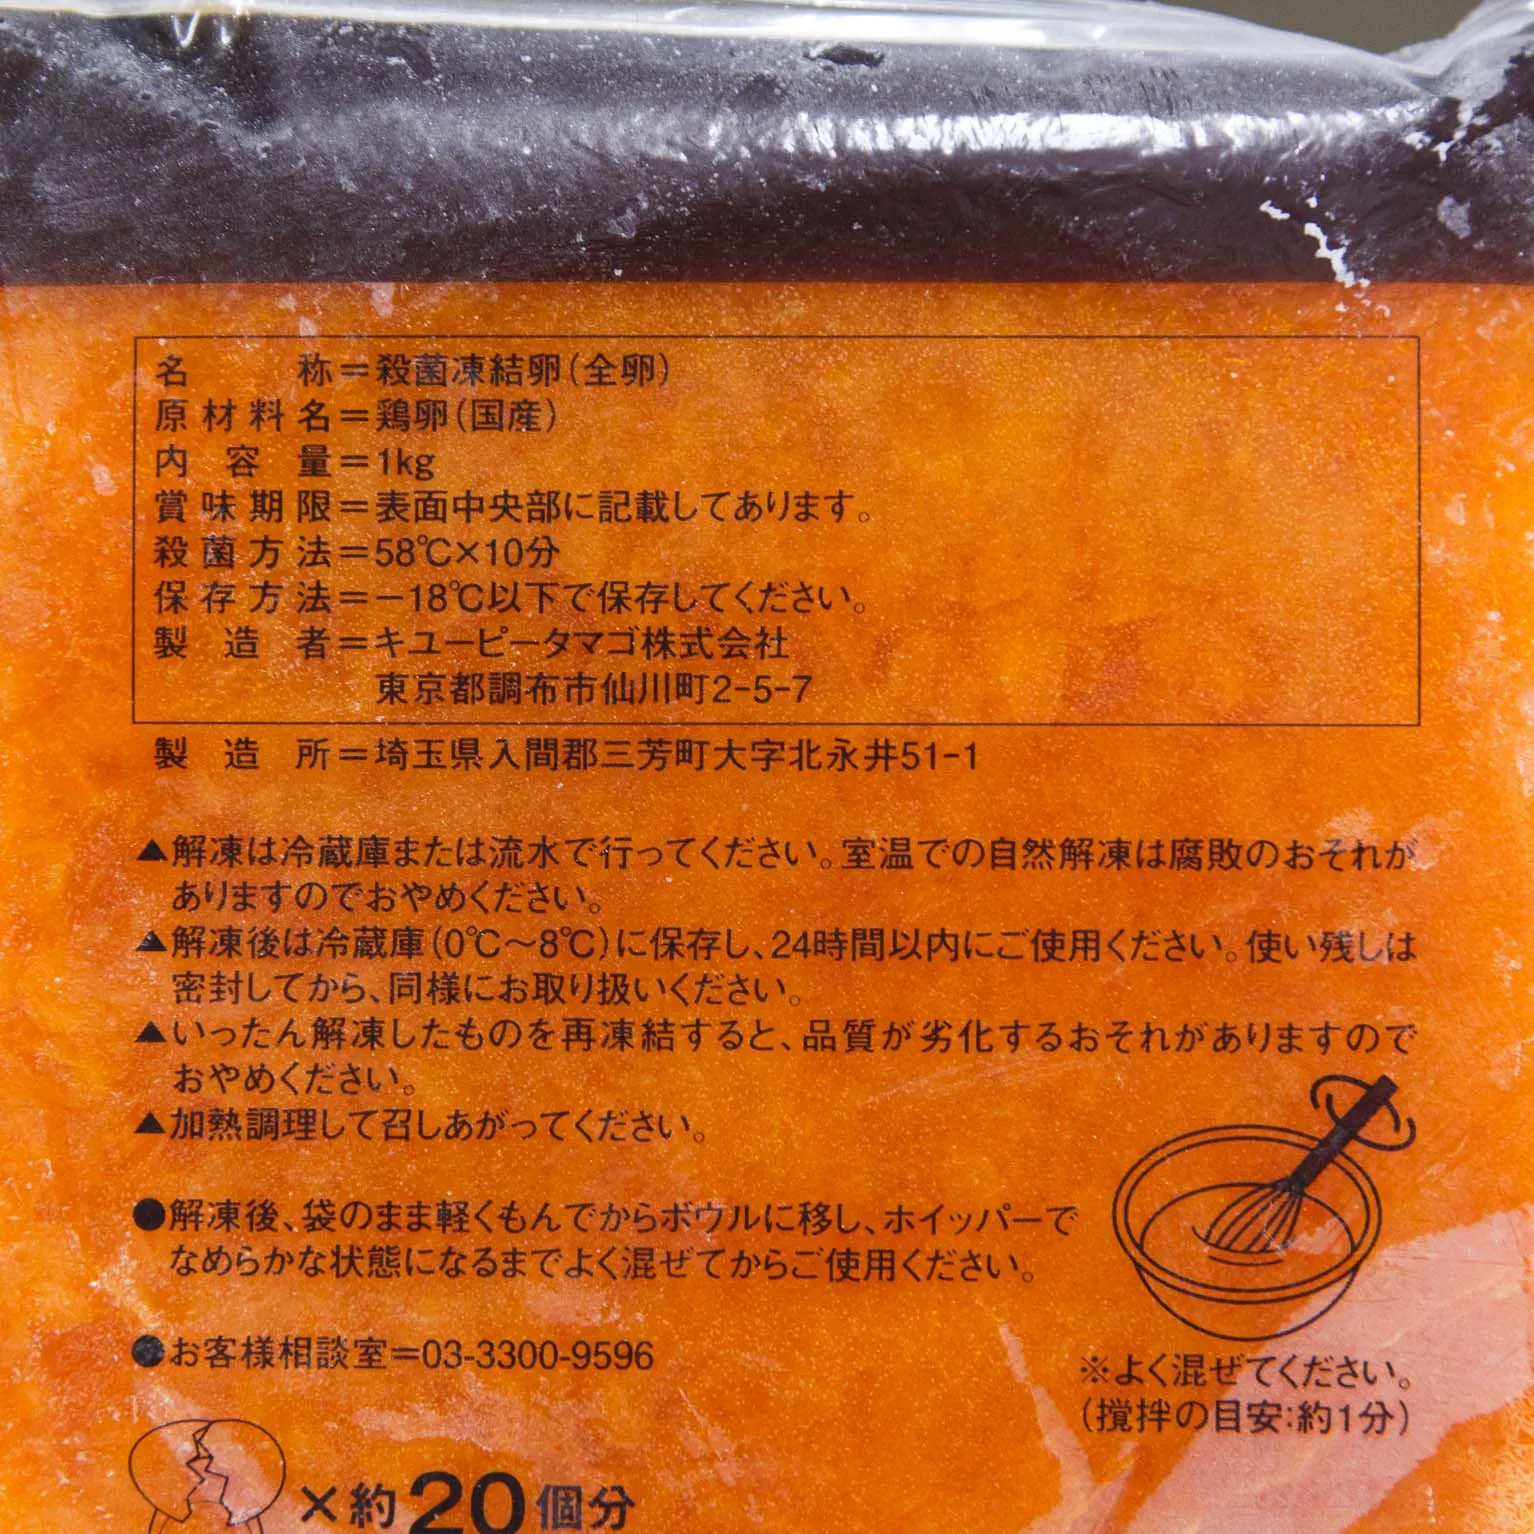 名称＝殺菌凍結卵(全卵)
原材料名＝鶏卵(国産)
内容量＝1kg
賞味期限＝表面中央部に記載してあります。
殺菌方法＝58℃×10分
保存方法＝－18℃以下で保存してください。
製造者＝キユーピータマゴ株式会社
東京都調布市仙川町2-5-7
製造所＝埼玉県入間郡三芳町大字北永井51-1
▲解凍は冷蔵庫または流水で行ってください。室温での自然解凍は腐敗のおそれが
ありますのでおやめください。
▲解凍後は冷蔵庫(0℃～8℃)に保存し、24時間以内にご使用ください。使い残しは
密封してから、同様にお取り扱いください。
▲いったん解凍したものを再凍結すると、品質が劣化するおそれがありますので
おやめください。
▲加熱調理して召しあがってください。
●解凍後、袋のまま軽くもんでからボウルに移し、ホイッパーで
なめらかな状態になるまでよく混ぜてからご使用ください。
●お客様相談室＝03-3300-9596
※よく混ぜてください。
(撹拌の目安:約1分)
×約20個分